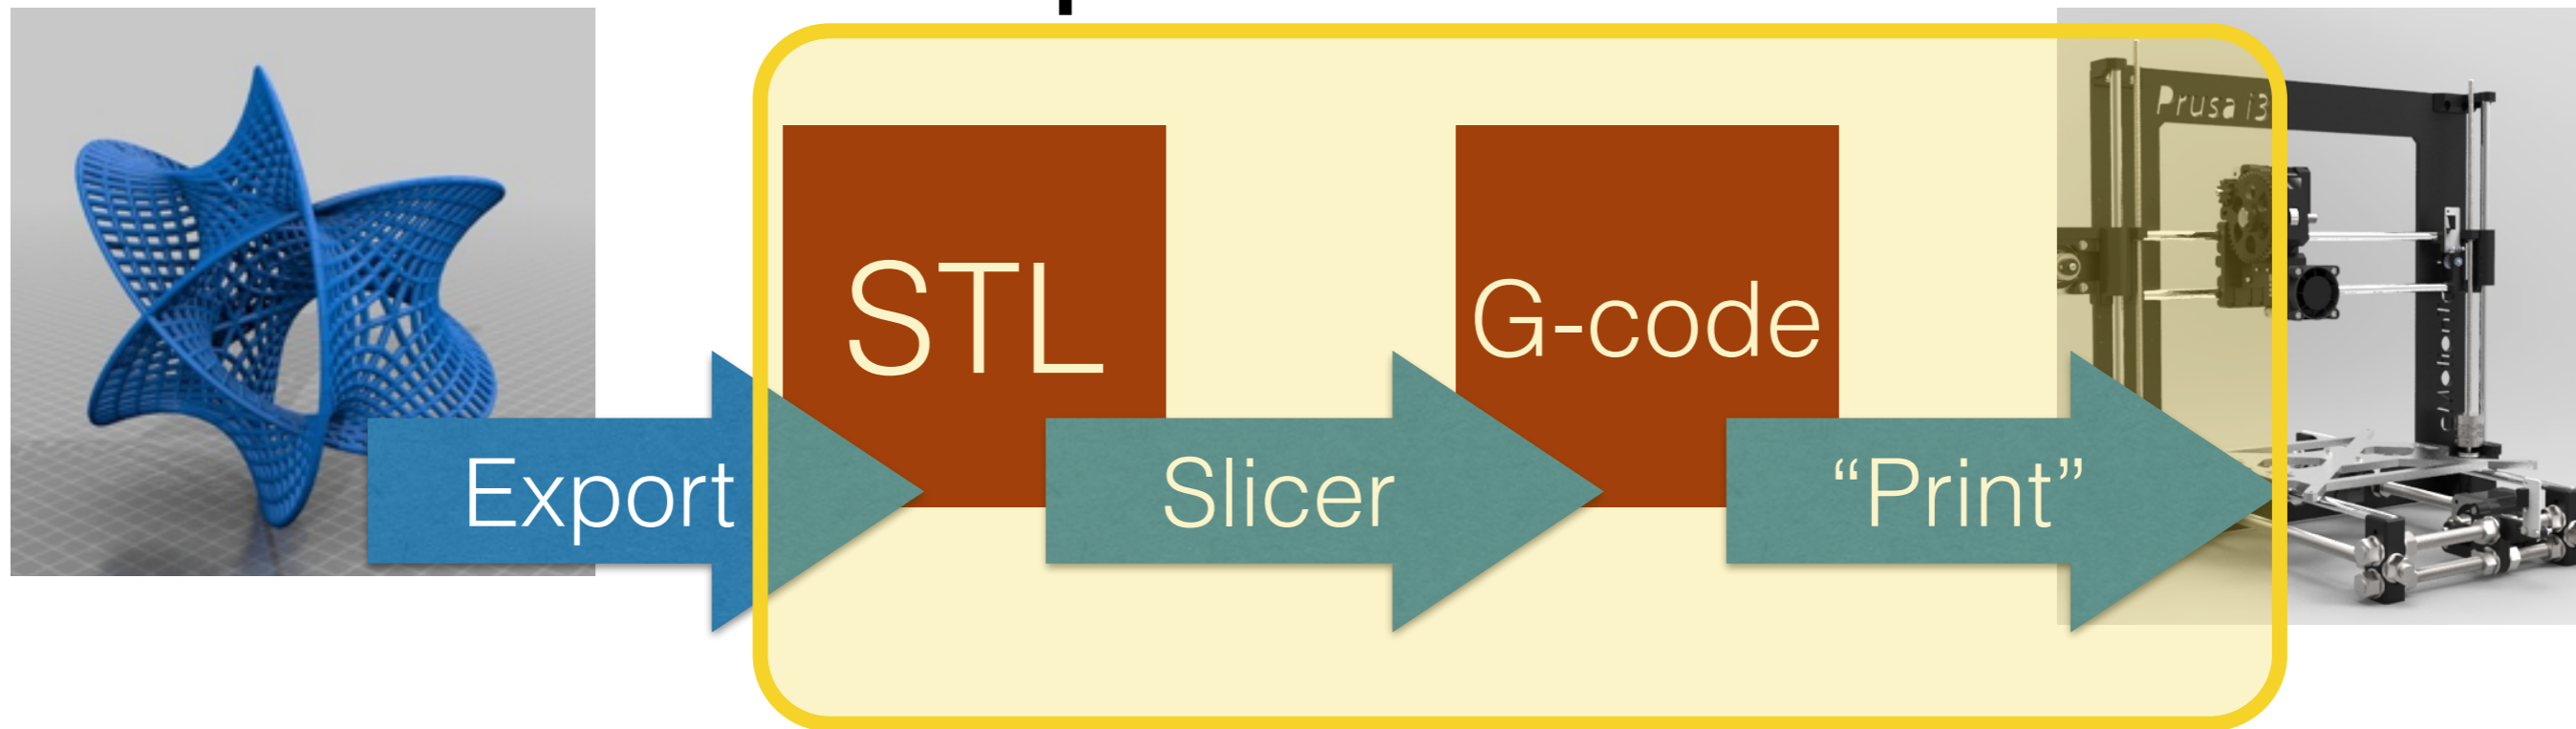 STL
G-code
Prusa i3
Export
Slicer
“Print”